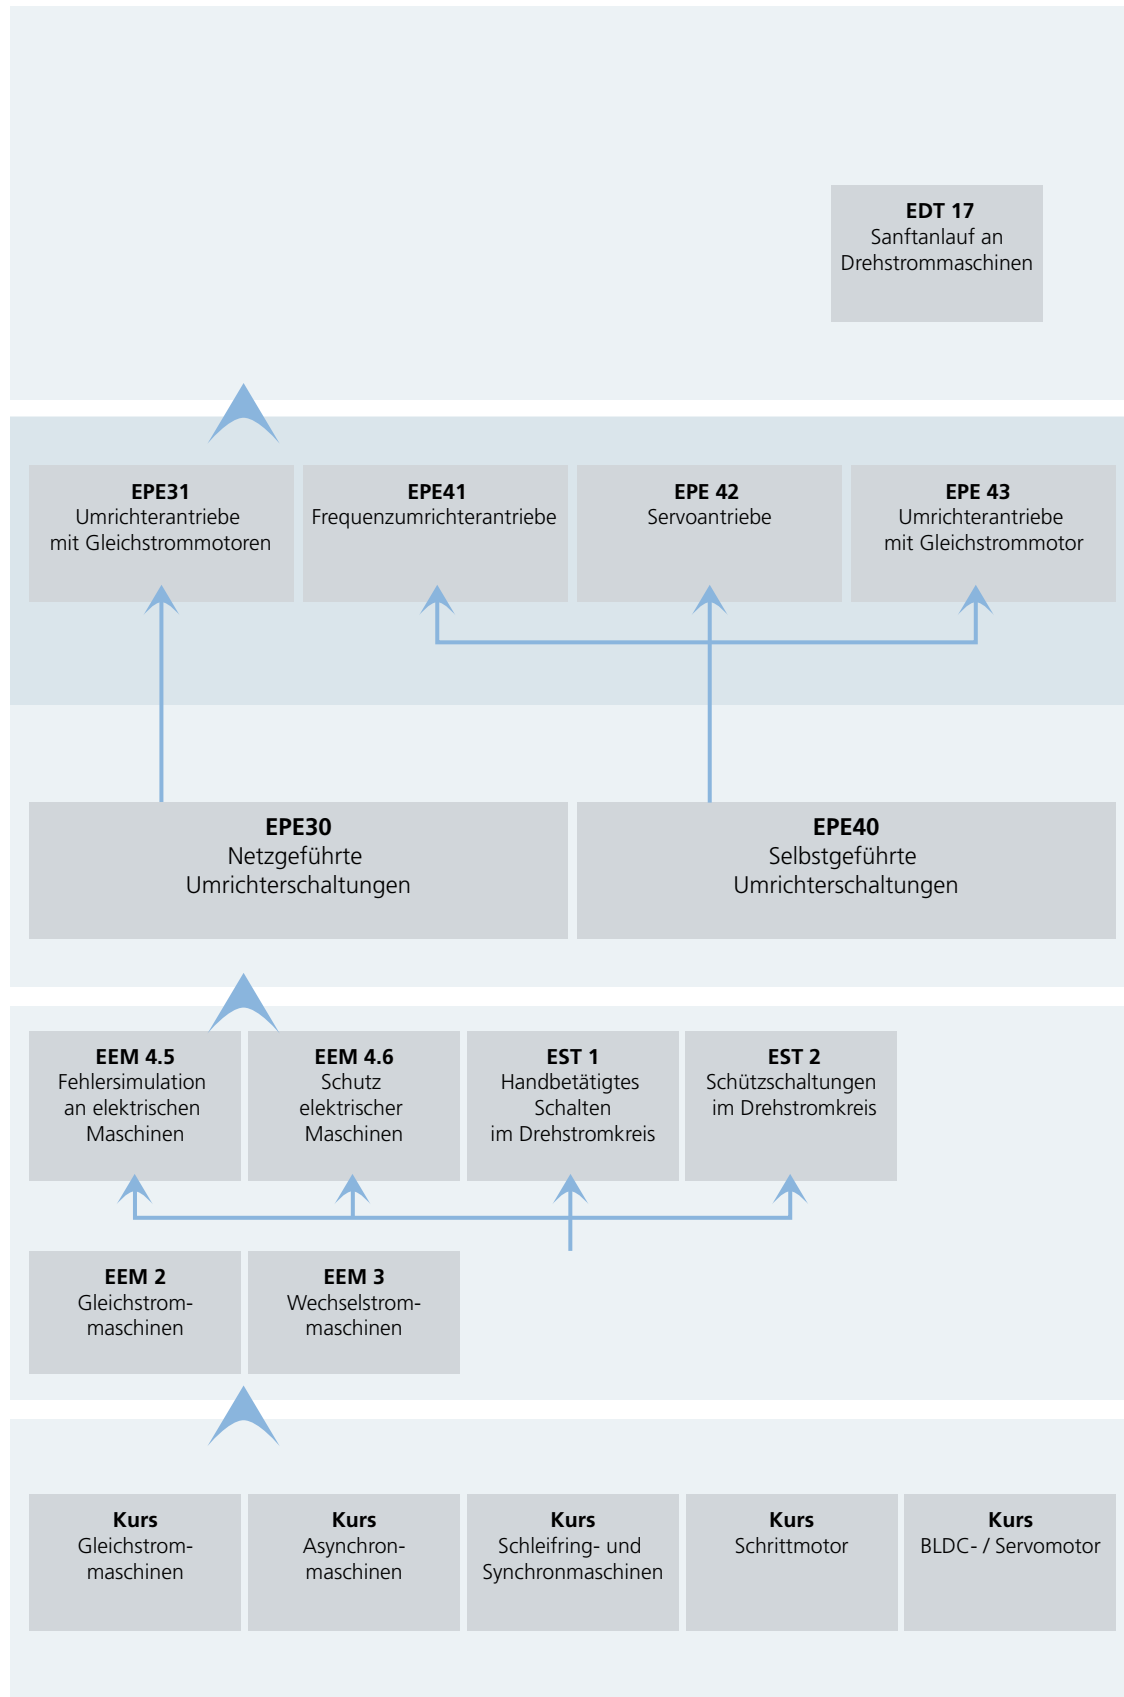 EDT 17
Sanftanlauf an
Drehstrommaschinen
EPE31
Umrichterantriebe
mit Gleichstrommotoren
EPE41
Frequenzumrichterantriebe
EPE 42
Servoantriebe
EPE 43
Umrichterantriebe
mit Gleichstrommotor
EPE30
Netzgeführte
Umrichterschaltungen
EPE40
Selbstgeführte
Umrichterschaltungen
EEM 4.5
Fehlersimulation
an elektrischen
Maschinen
EEM 4.6
Schutz
elektrischer
Maschinen
EST 1
Handbetätigtes
Schalten
im Drehstromkreis
EST 2
Schützschaltungen
im Drehstromkreis
EEM 2
Gleichstrom-
maschinen
EEM 3
Wechselstrom-
maschinen
Kurs
Gleichstrom-
maschinen
Kurs
Asynchron-
maschinen
Kurs
Schleifring- und
Synchronmaschinen
Kurs
Schrittmotor
Kurs
BLDC- / Servomotor